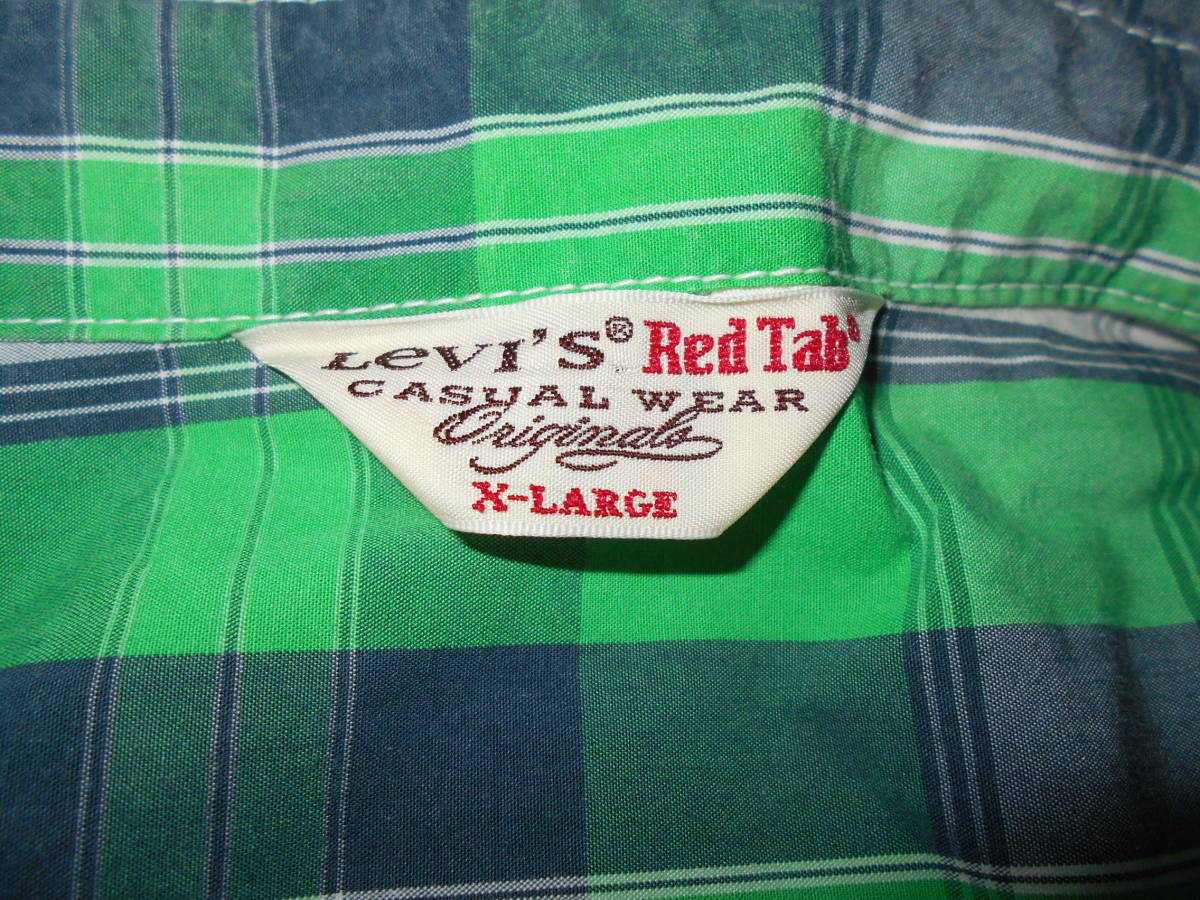 Levi's® Red Tab®
CASUAL WEAR
Originals
X-LARGE